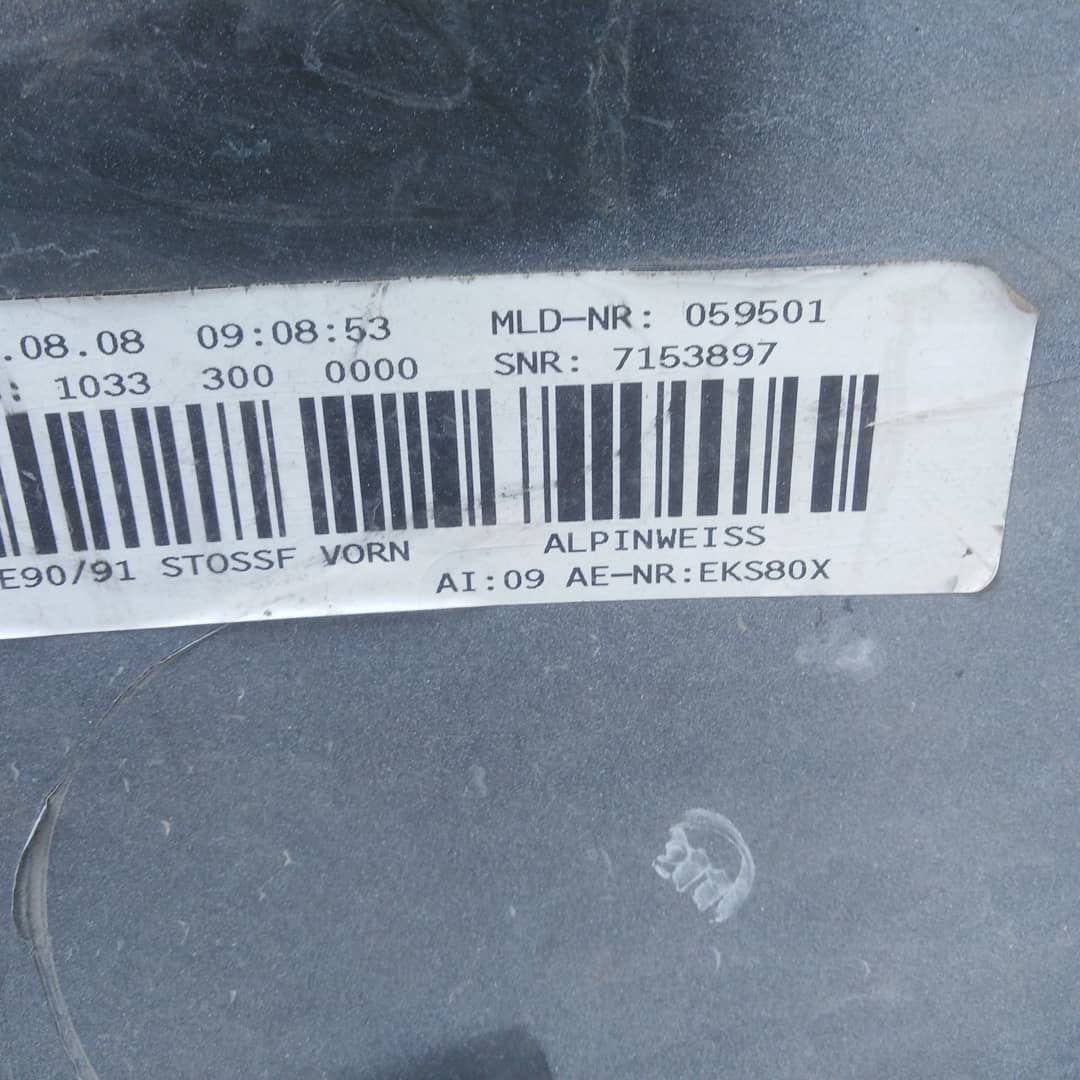 .08.08 09:08:53 MLD-NR: 059501
: 1033 300 0000 SNR: 7153897
E90/91 STOSSF VORN ALPINWEISS
AI:09 AE-NR:EKS80X